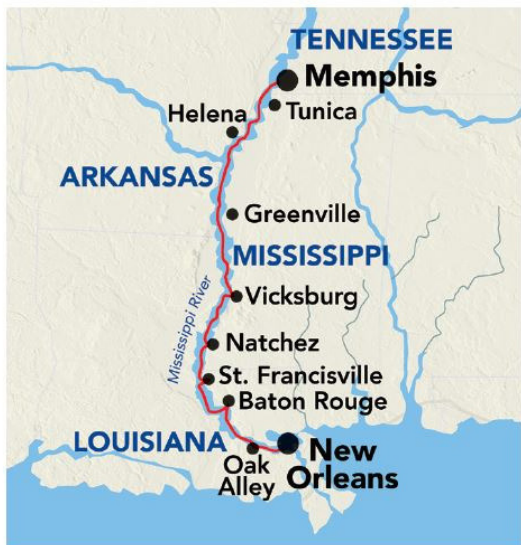 TENNESSEE
Memphis
Tunica
Helena
ARKANSAS
Greenville
MISSISSIPPI
Mississippi River
Vicksburg
Natchez
St. Francisville
Baton Rouge
LOUISIANA
Oak
Alley
New
Orleans